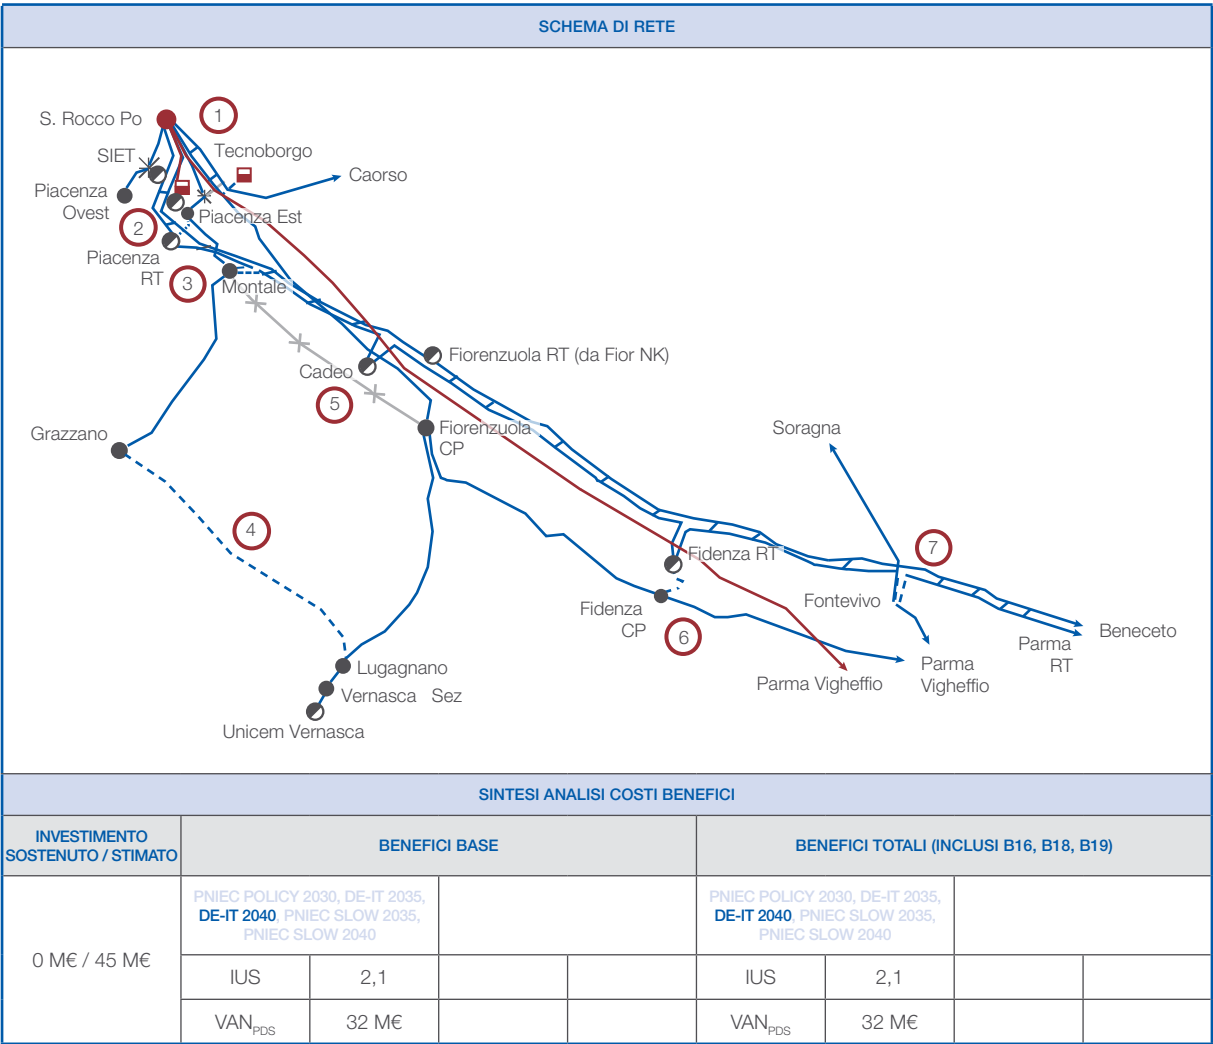 SCHEMA DI RETE
S. Rocco Po
1
Tecnoborgo
SIET
Caorso
Piacenza
Ovest
Piacenza Est
2
Piacenza
RT
3
Montale
Fiorenzuola RT (da Fior NK)
Cadeo
5
Grazzano
Fiorenzuola
CP
Soragna
4
7
Fidenza RT
Fidenza
CP
Fontevivo
6
Beneceto
Parma
RT
Lugagnano
Parma
Vigheffio
Parma Vigheffio
Vernasca Sez
Unicem Vernasca
SINTESI ANALISI COSTI BENEFICI
INVESTIMENTO
SOSTENUTO / STIMATO
BENEFICI BASE
BENEFICI TOTALI (INCLUSI B16, B18, B19)
PNIEC POLICY 2030, DE-IT 2035,
DE-IT 2040, PNIEC SLOW 2035,
PNIEC SLOW 2040
PNIEC POLICY 2030, DE-IT 2035,
DE-IT 2040, PNIEC SLOW 2035,
PNIEC SLOW 2040
0 M€ / 45 M€
IUS 2,1 IUS 2,1
VANPDS 32 M€ VANPDS 32 M€